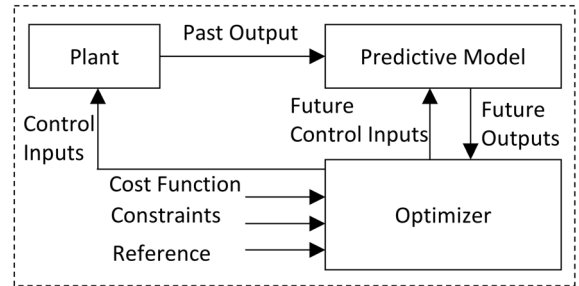 Plant
Past Output
Predictive Model
Control
Inputs
Future
Control Inputs
Future
Outputs
Cost Function
Constraints
Reference
Optimizer